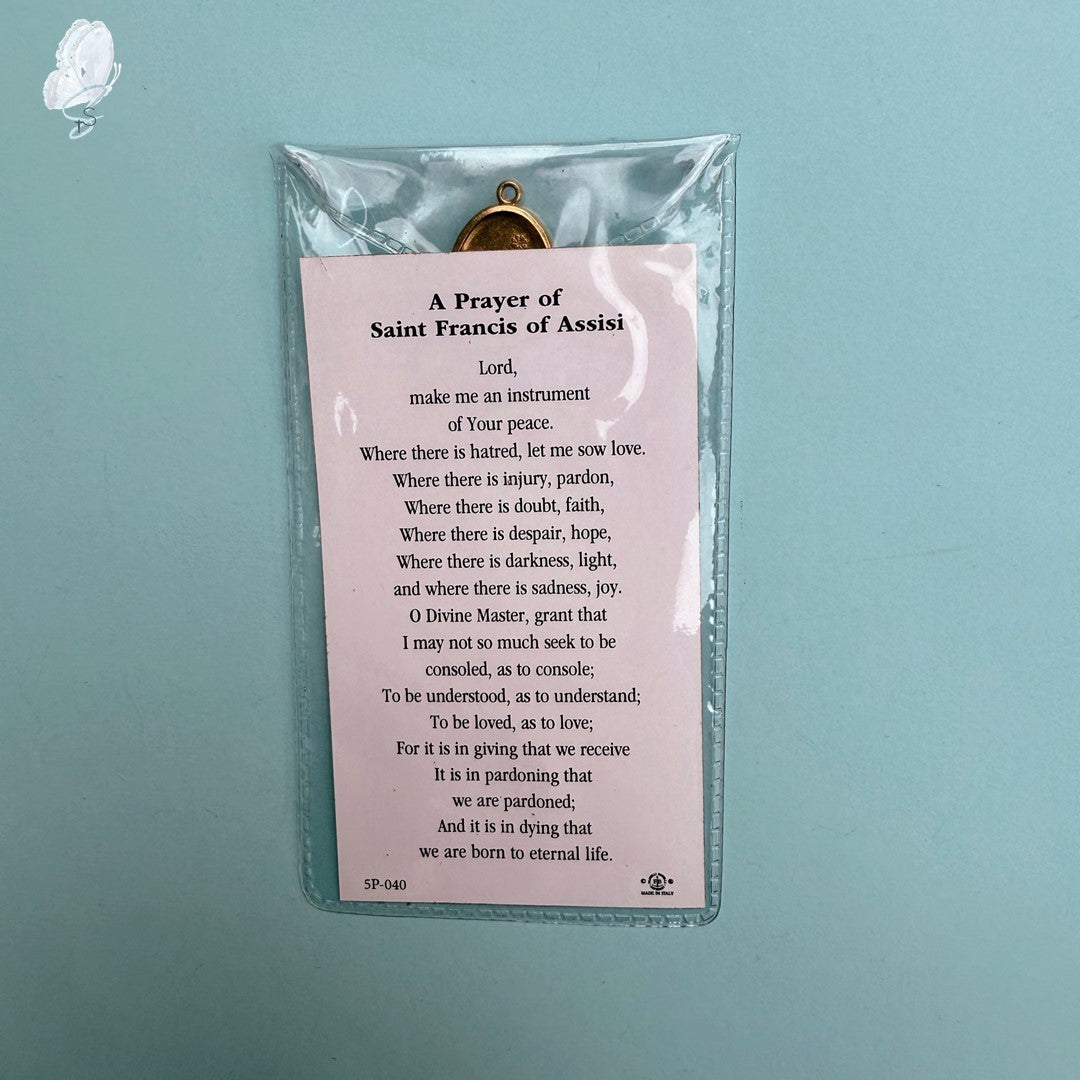 A Prayer of
Saint Francis of Assisi
Lord,
make me an instrument
of Your peace.
Where there is hatred, let me sow love.
Where there is injury, pardon,
Where there is doubt, faith,
Where there is despair, hope,
Where there is darkness, light,
and where there is sadness, joy.
O Divine Master, grant that
I may not so much seek to be
consoled, as to console;
To be understood, as to understand;
To be loved, as to love;
For it is in giving that we receive
It is in pardoning that
we are pardoned;
And it is in dying that
we are born to eternal life.
5P-040
MADE IN ITALY